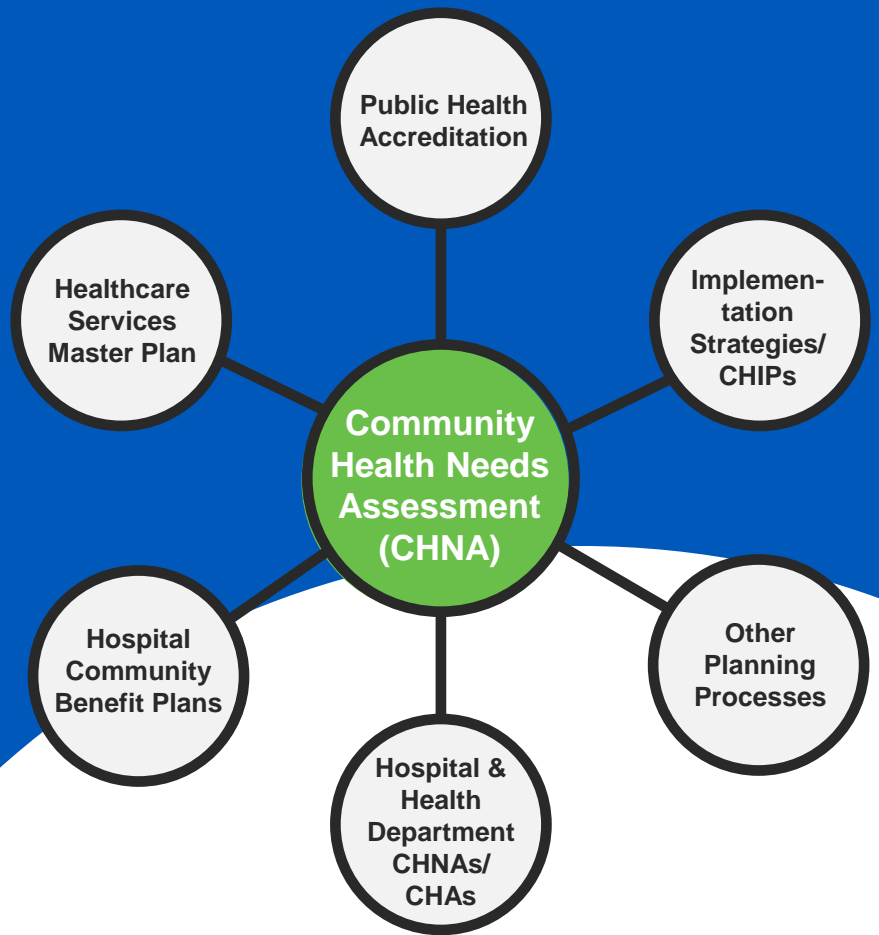 Public Health
Accreditation
Healthcare
Services
Master Plan
Implemen-
tation
Strategies/
CHIPs
Community
Health Needs
Assessment
(CHNA)
Hospital
Community
Benefit Plans
Other
Planning
Processes
Hospital &
Health
Department
CHNAs/
CHAs